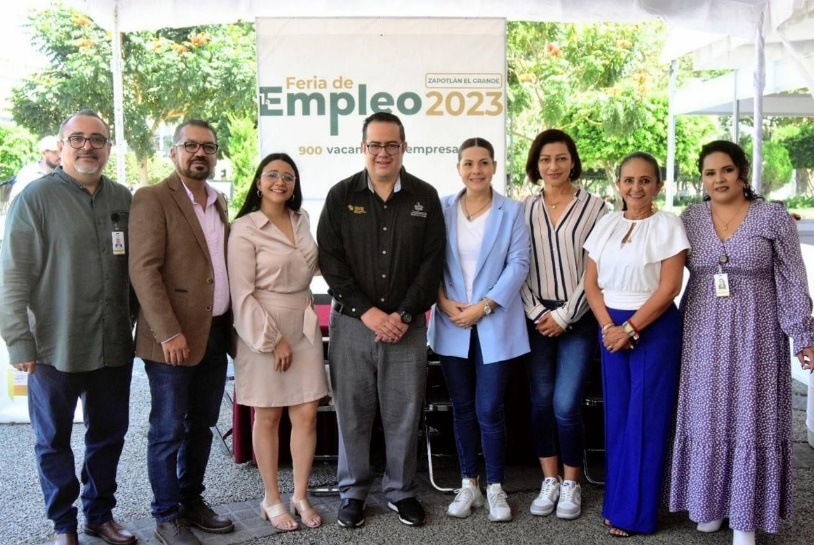 Feria de
ZAPOTLÁN EL GRANDE
Empleo 2023
900 vacan empresa